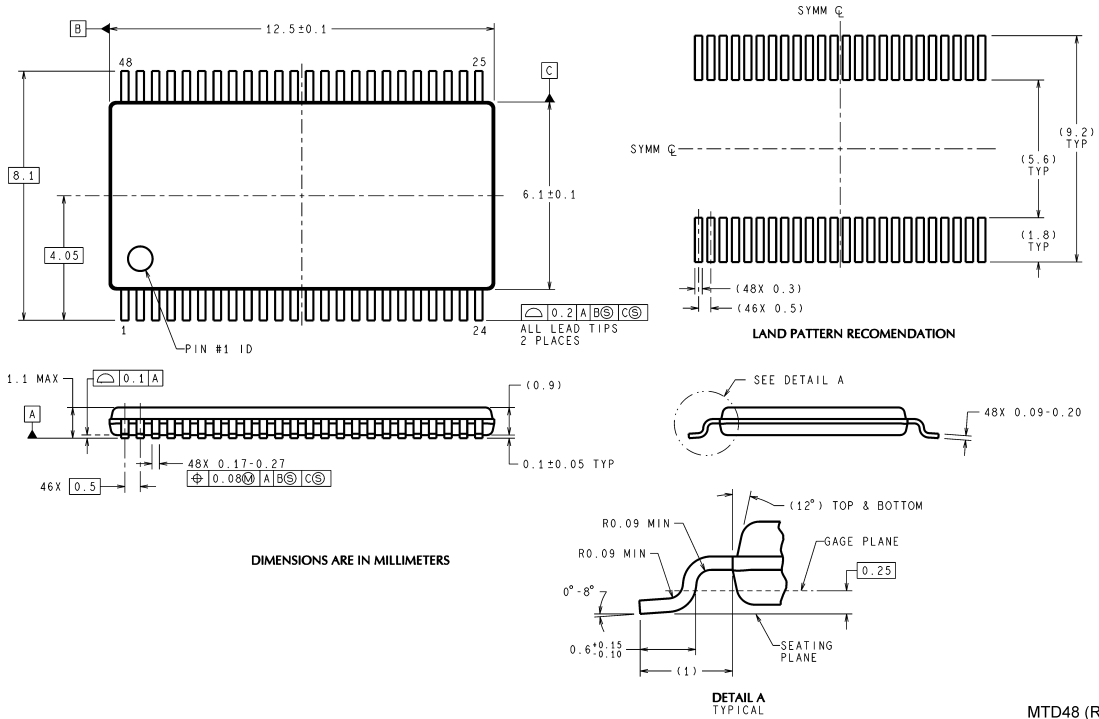 B
12.5±0.1
48
25
C
8.1
4.05
6.1±0.1
1
24
PIN #1 ID
⌓ 0.2 A BⓈ CⓈ
ALL LEAD TIPS
2 PLACES
SYMM ℄
SYMM ℄
(9.2)
TYP
(5.6)
TYP
(1.8)
TYP
(48X 0.3)
(46X 0.5)
LAND PATTERN RECOMENDATION
1.1 MAX
⌓ 0.1 A
A
(0.9)
48X 0.17-0.27
⌖ 0.08Ⓜ A BⓈ CⓈ
46X 0.5
0.1±0.05 TYP
SEE DETAIL A
48X 0.09-0.20
DIMENSIONS ARE IN MILLIMETERS
(12°) TOP & BOTTOM
R0.09 MIN
R0.09 MIN
GAGE PLANE
0.25
0°-8°
0.6+0.15
-0.10
SEATING
PLANE
(1)
DETAIL A
TYPICAL
MTD48 (R